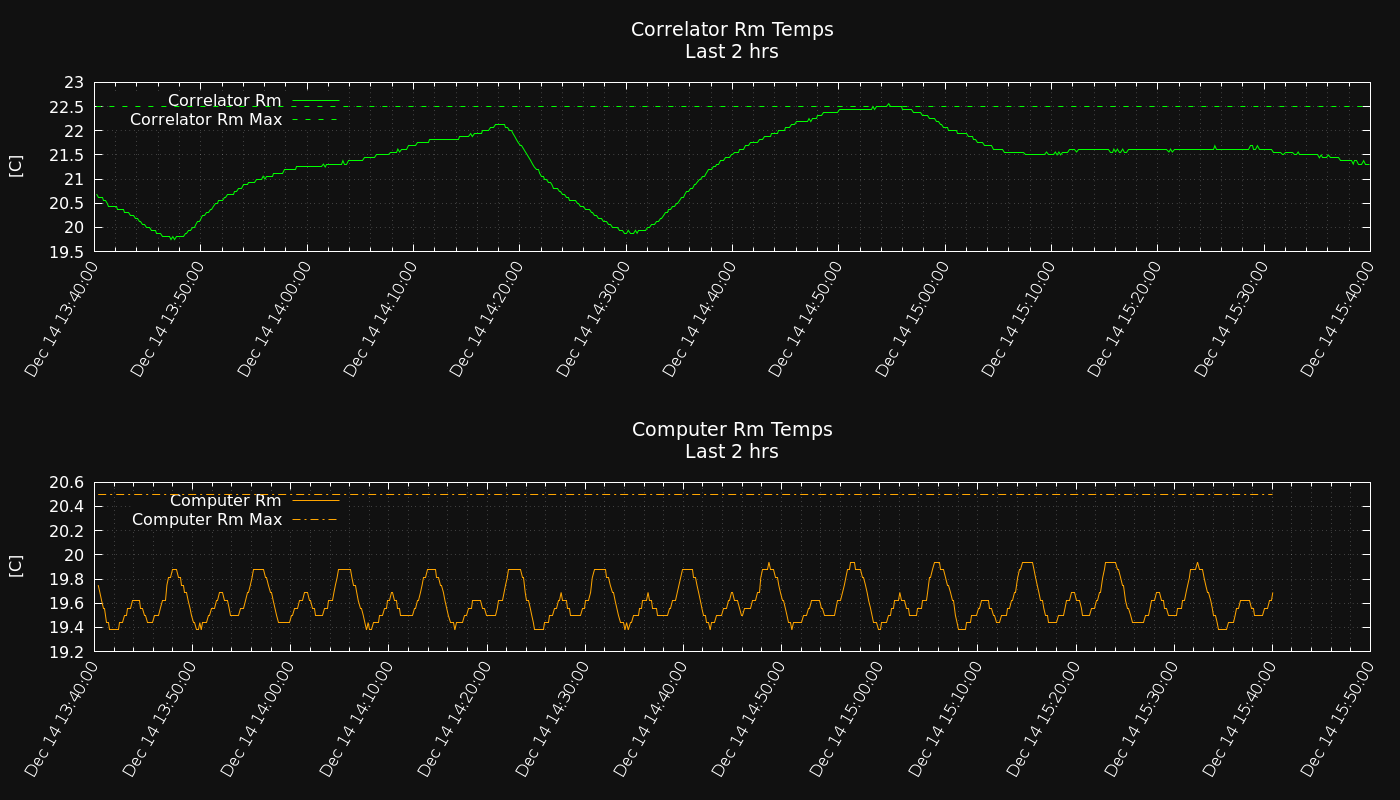 Correlator Rm Temps
Last 2 hrs
23
22.5
22
21.5
21
20.5
20
19.5
[C]
Correlator Rm
Correlator Rm Max
Dec 14 13:40:00
Dec 14 13:50:00
Dec 14 14:00:00
Dec 14 14:10:00
Dec 14 14:20:00
Dec 14 14:30:00
Dec 14 14:40:00
Dec 14 14:50:00
Dec 14 15:00:00
Dec 14 15:10:00
Dec 14 15:20:00
Dec 14 15:30:00
Dec 14 15:40:00
Computer Rm Temps
Last 2 hrs
20.6
20.4
20.2
20
19.8
19.6
19.4
19.2
[C]
Computer Rm
Computer Rm Max
Dec 14 13:40:00
Dec 14 13:50:00
Dec 14 14:00:00
Dec 14 14:10:00
Dec 14 14:20:00
Dec 14 14:30:00
Dec 14 14:40:00
Dec 14 14:50:00
Dec 14 15:00:00
Dec 14 15:10:00
Dec 14 15:20:00
Dec 14 15:30:00
Dec 14 15:40:00
Dec 14 15:50:00